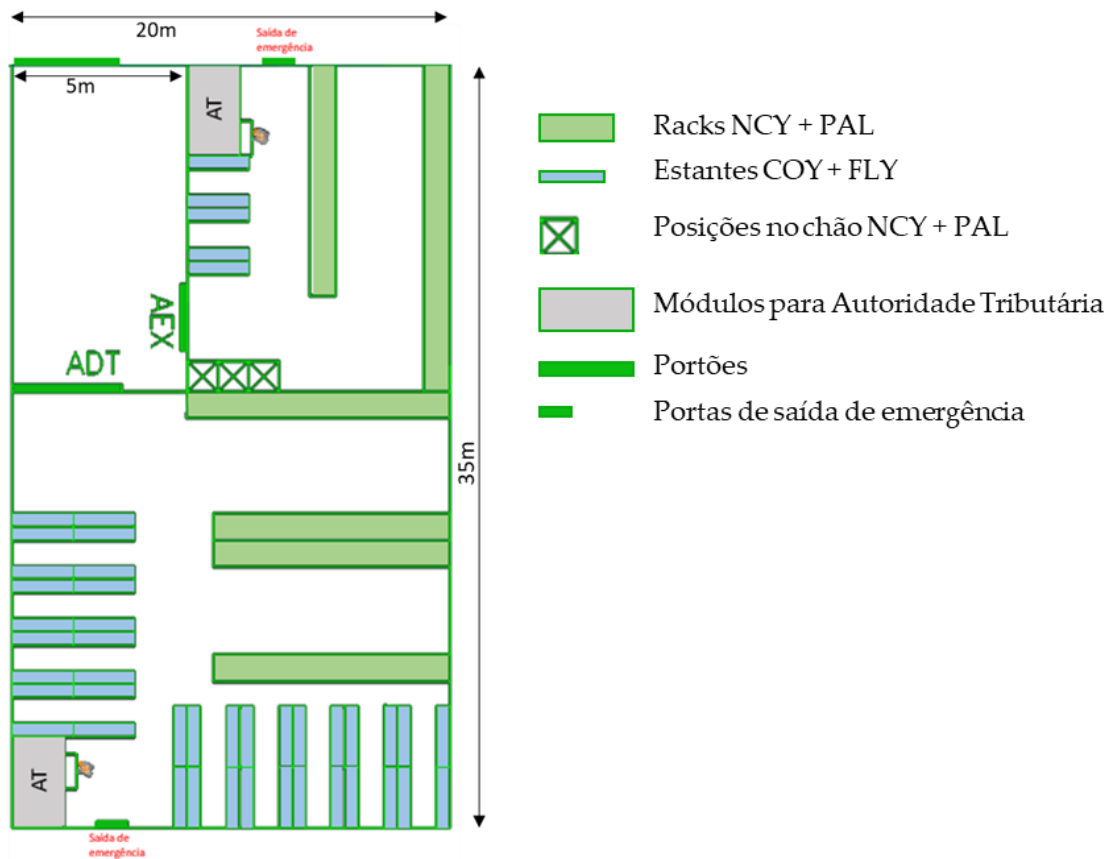 20m
Saída de
emergência
5m
AT
AEX
ADT
35m
AT
Saída de
emergência
Racks NCY + PAL
Estantes COY + FLY
Posições no chão NCY + PAL
Módulos para Autoridade Tributária
Portões
Portas de saída de emergência